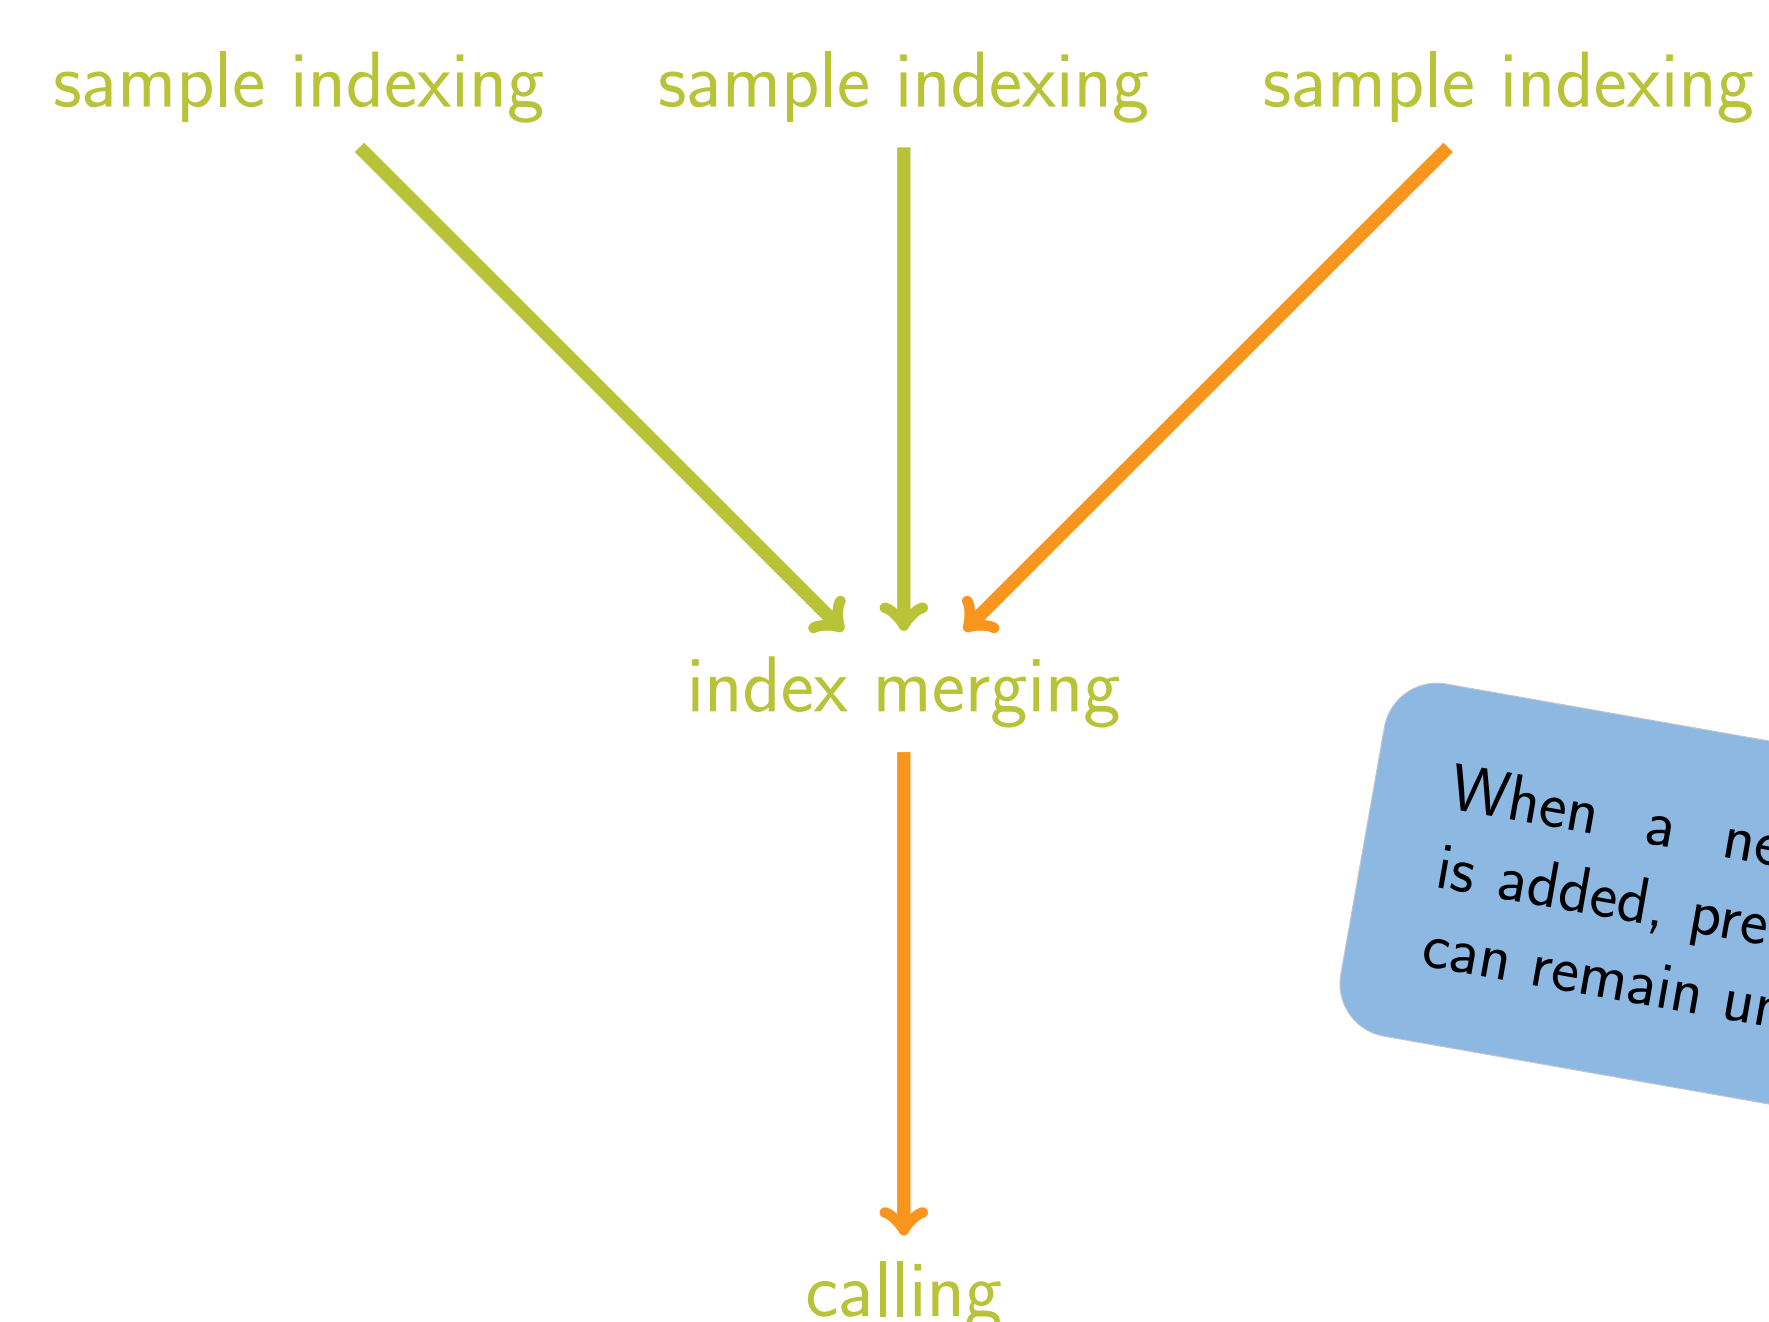 sample indexing sample indexing sample indexing
index merging
When a
is added,
can remain
calling